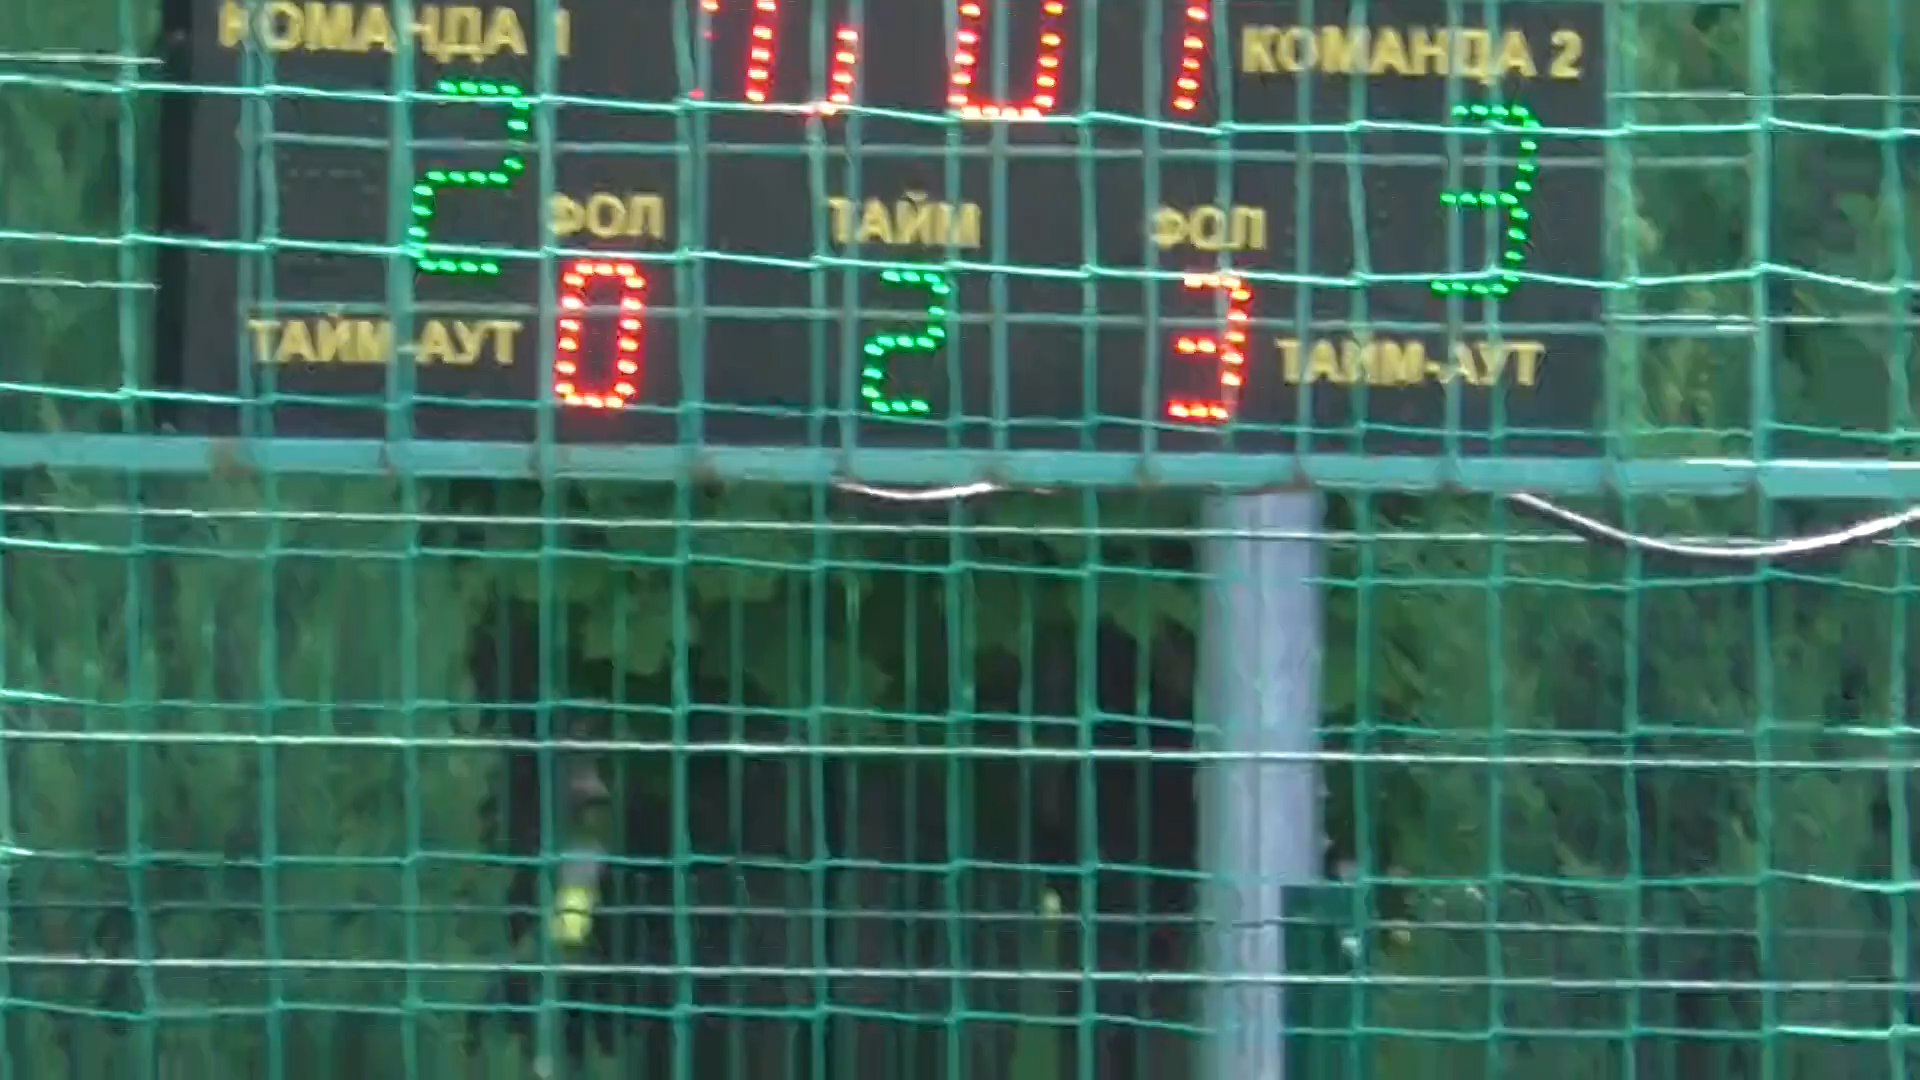 КОМАНДА 1
КОМАНДА 2
2
3
ФОЛ ТАЙМ ФОЛ
ТАЙМ-АУТ 0 2 3 ТАЙМ-АУТ